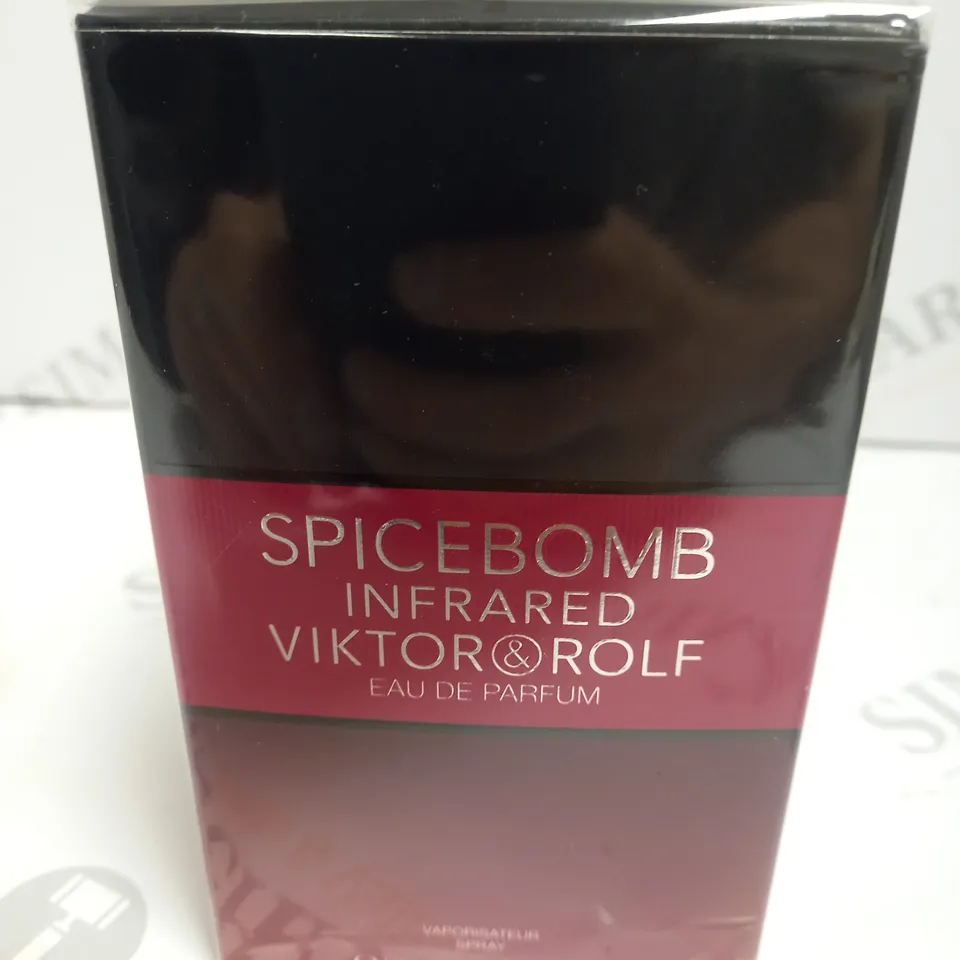 SPICEBOMB
INFRARED
VIKTOR&ROLF
EAU DE PARFUM
VAPORISATEUR
SPRAY